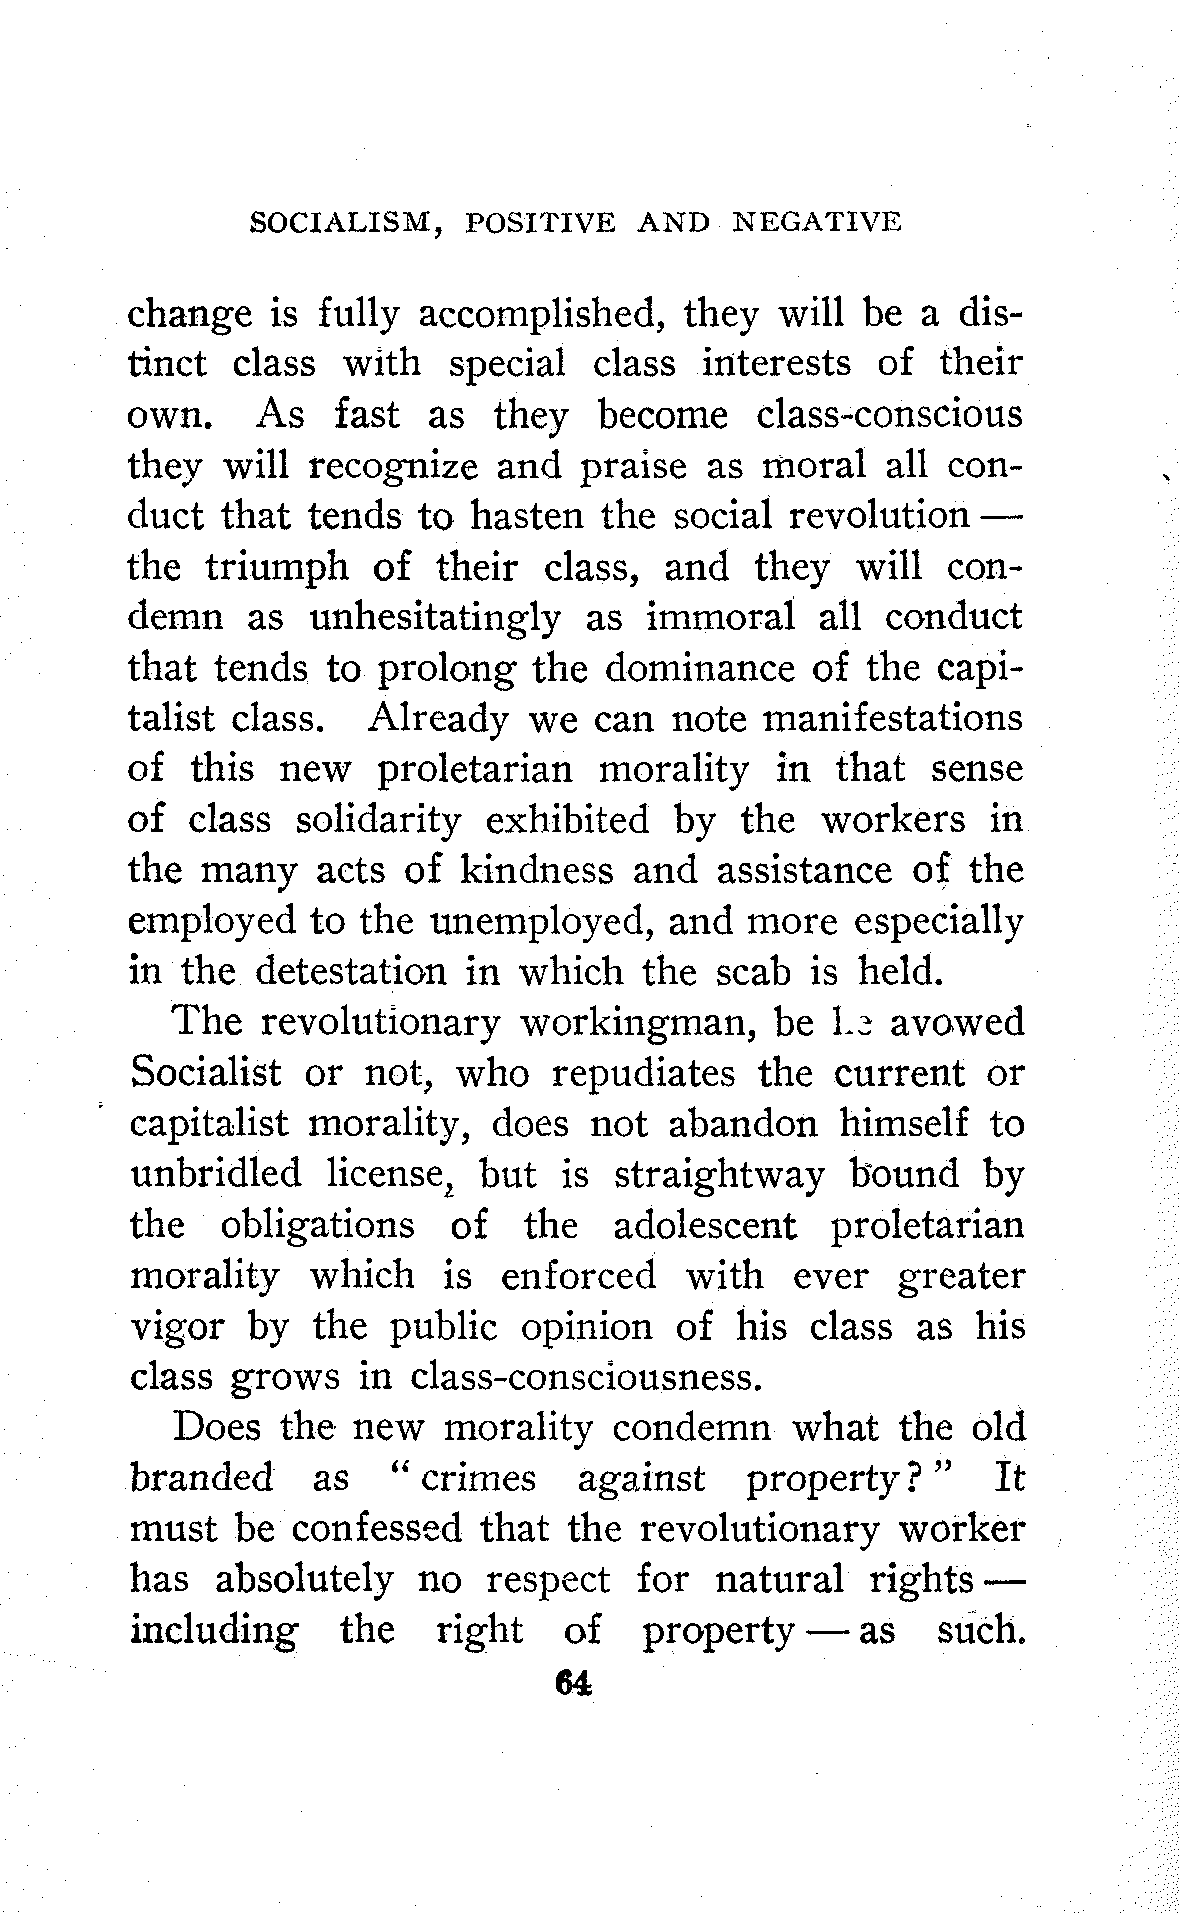 SOCIALISM, POSITIVE AND NEGATIVE
change is fully accomplished, they will be a dis-
tinct class with special class interests of their
own. As fast as they become class-conscious
they will recognize and praise as moral all con-
duct that tends to hasten the social revolution —
the triumph of their class, and they will con-
demn as unhesitatingly as immoral all conduct
that tends to prolong the dominance of the capi-
talist class. Already we can note manifestations
of this new proletarian morality in that sense
of class solidarity exhibited by the workers in
the many acts of kindness and assistance of the
employed to the unemployed, and more especially
in the detestation in which the scab is held.
The revolutionary workingman, be he avowed
Socialist or not, who repudiates the current or
capitalist morality, does not abandon himself to
unbridled license, but is straightway bound by
the obligations of the adolescent proletarian
morality which is enforced with ever greater
vigor by the public opinion of his class as his
class grows in class-consciousness.
Does the new morality condemn what the old
branded as “ crimes against property? ” It
must be confessed that the revolutionary worker
has absolutely no respect for natural rights —
including the right of property — as such.
64